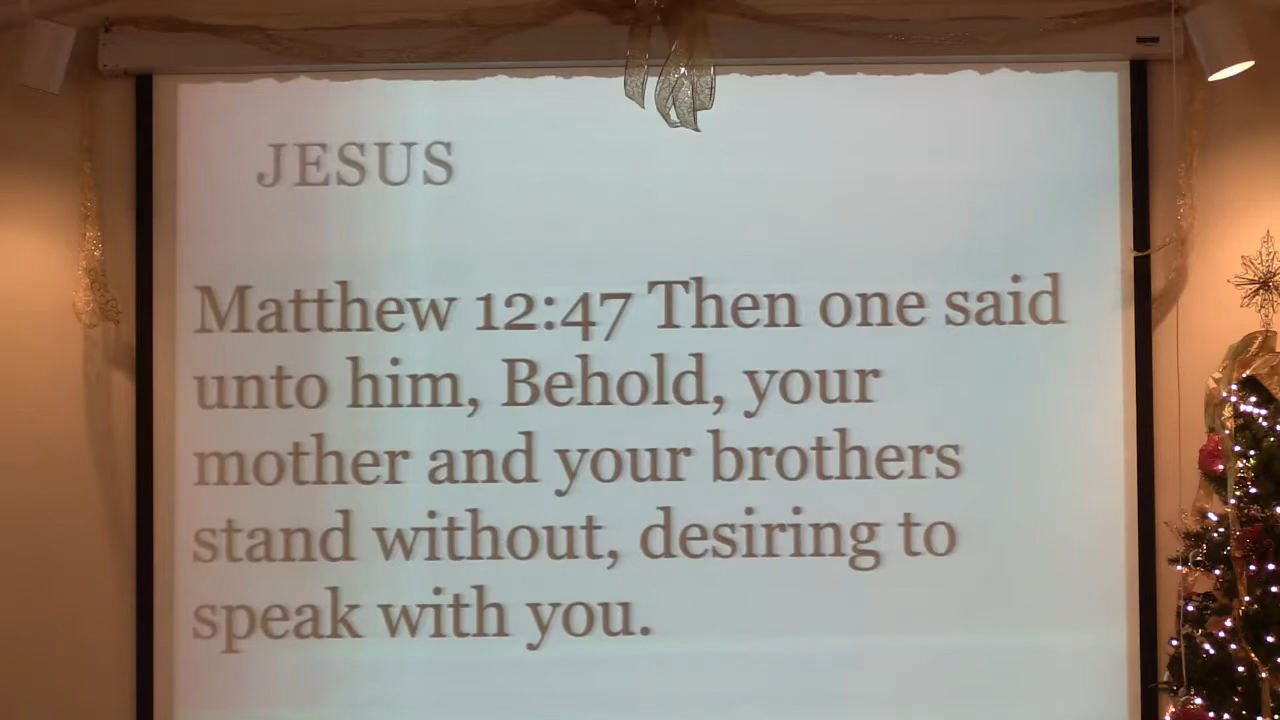 JESUS
Matthew 12:47 Then one said
unto him, Behold, your
mother and your brothers
stand without, desiring to
speak with you.